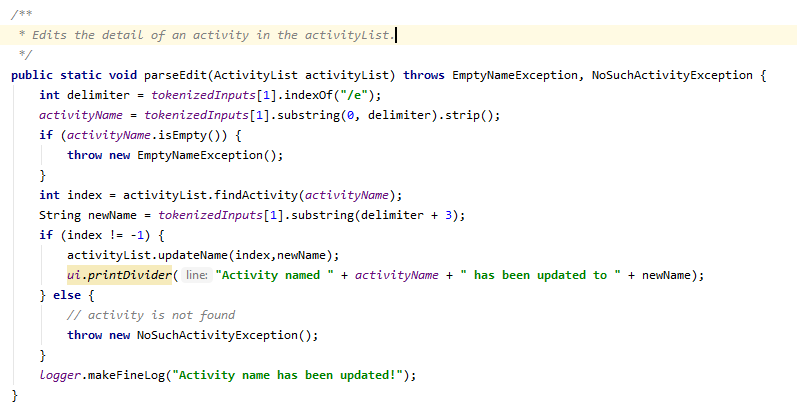 /**
 * Edits the detail of an activity in the activityList.
 */
public static void parseEdit(ActivityList activityList) throws EmptyNameException, NoSuchActivityException {
    int delimiter = tokenizedInputs[1].indexOf("/e");
    activityName = tokenizedInputs[1].substring(0, delimiter).strip();
    if (activityName.isEmpty()) {
        throw new EmptyNameException();
    }
    int index = activityList.findActivity(activityName);
    String newName = tokenizedInputs[1].substring(delimiter + 3);
    if (index != -1) {
        activityList.updateName(index,newName);
        ui.printDivider( line: "Activity named " + activityName + " has been updated to " + newName);
    } else {
        // activity is not found
        throw new NoSuchActivityException();
    }
    logger.makeFineLog("Activity name has been updated!");
}